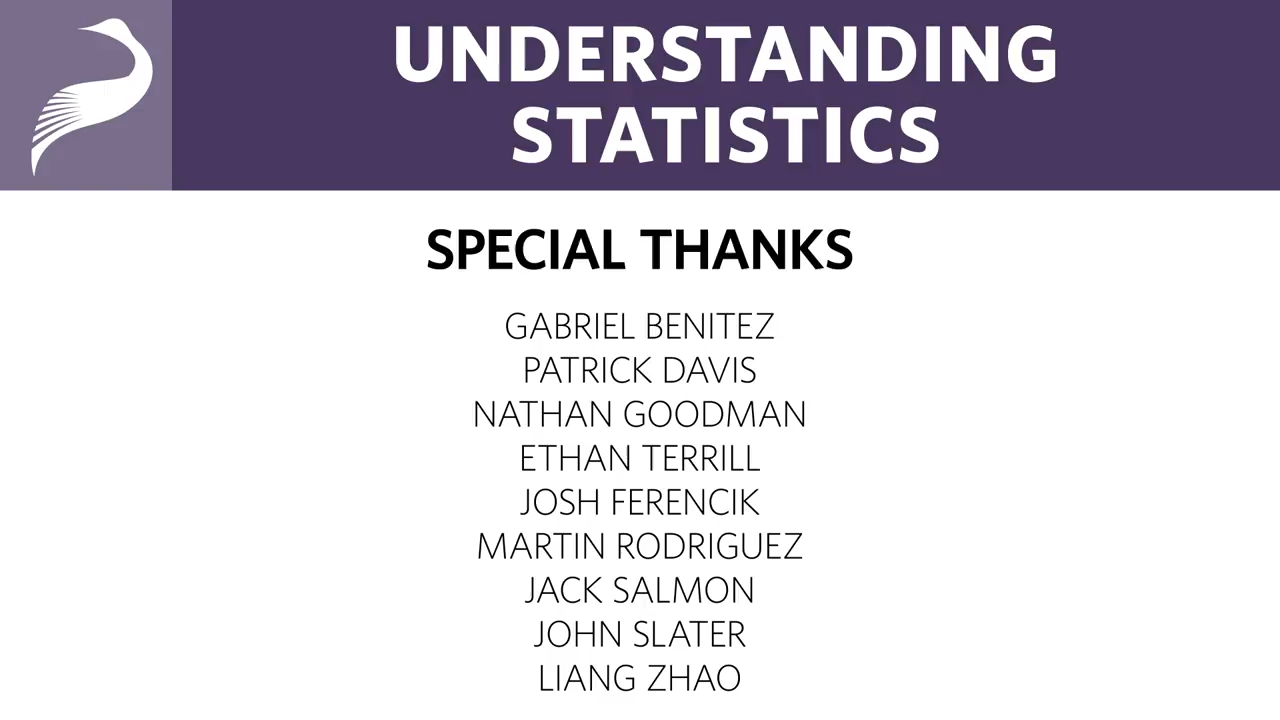 UNDERSTANDING
STATISTICS
SPECIAL THANKS
GABRIEL BENITEZ
PATRICK DAVIS
NATHAN GOODMAN
ETHAN TERRILL
JOSH FERENCIK
MARTIN RODRIGUEZ
JACK SALMON
JOHN SLATER
LIANG ZHAO